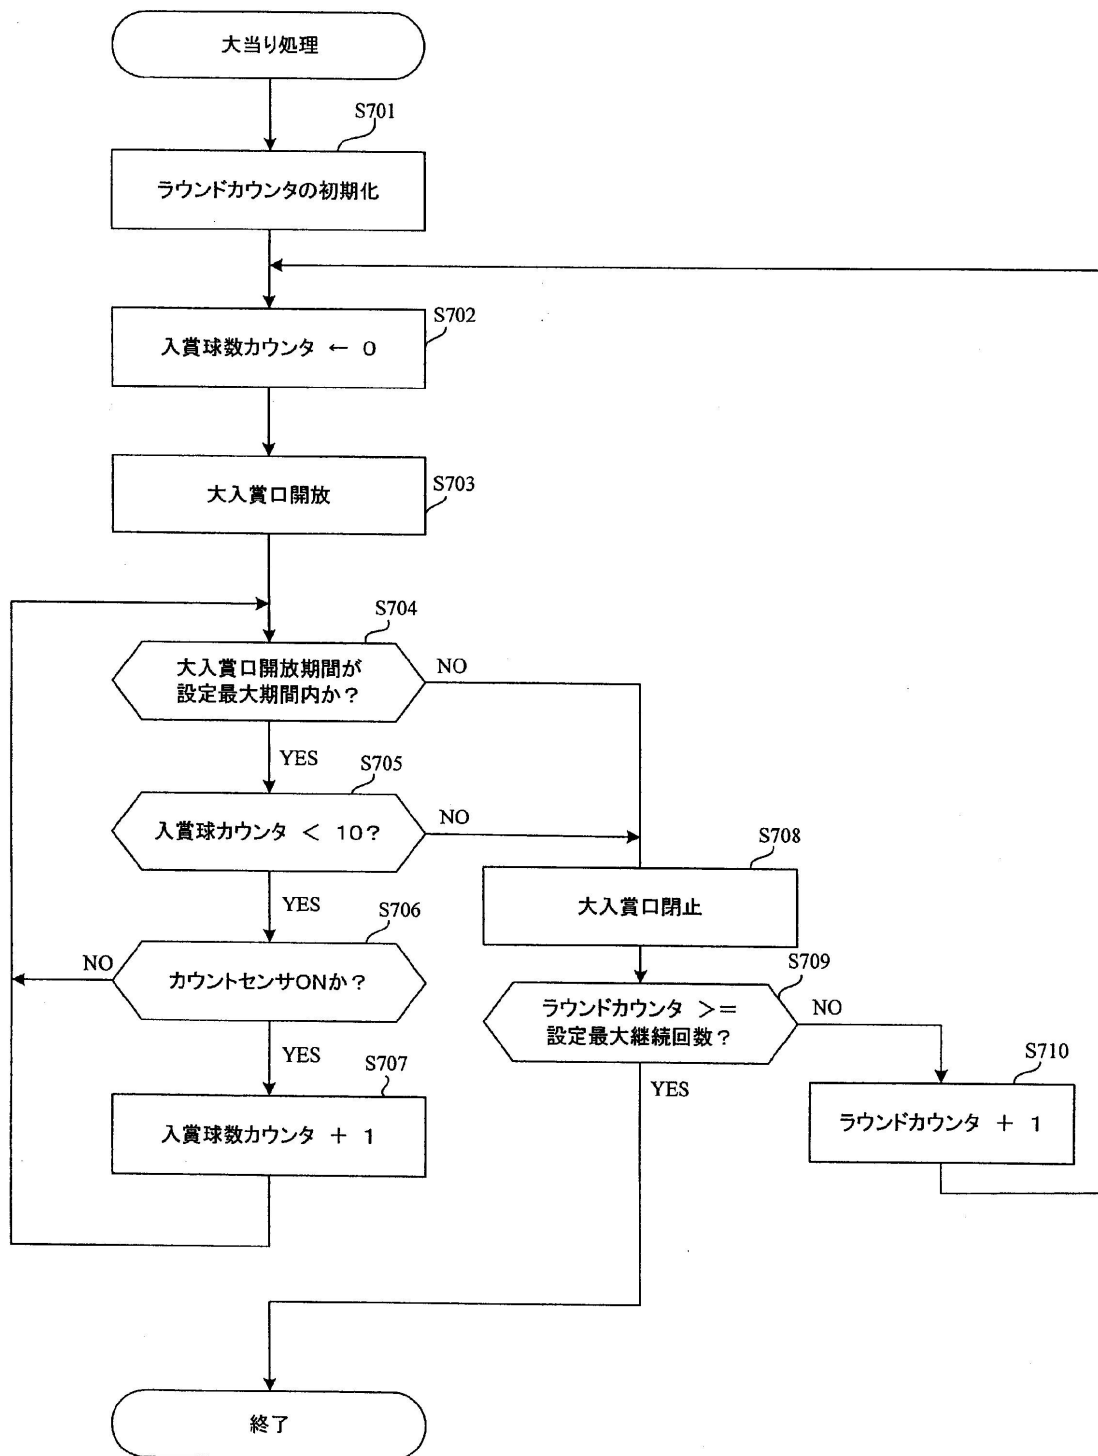 大当り処理
S701
ラウンドカウンタの初期化
S702
入賞球数カウンタ ← 0
S703
大入賞口開放
S704
大入賞口開放期間が
設定最大期間内か？
NO
YES
S705
入賞球カウンタ ＜ 10？
NO
S708
大入賞口閉止
YES
S706
カウントセンサONか？
NO
S709
ラウンドカウンタ ＞＝
設定最大継続回数？
NO
YES
YES
S707
入賞球数カウンタ ＋ 1
S710
ラウンドカウンタ ＋ 1
終了